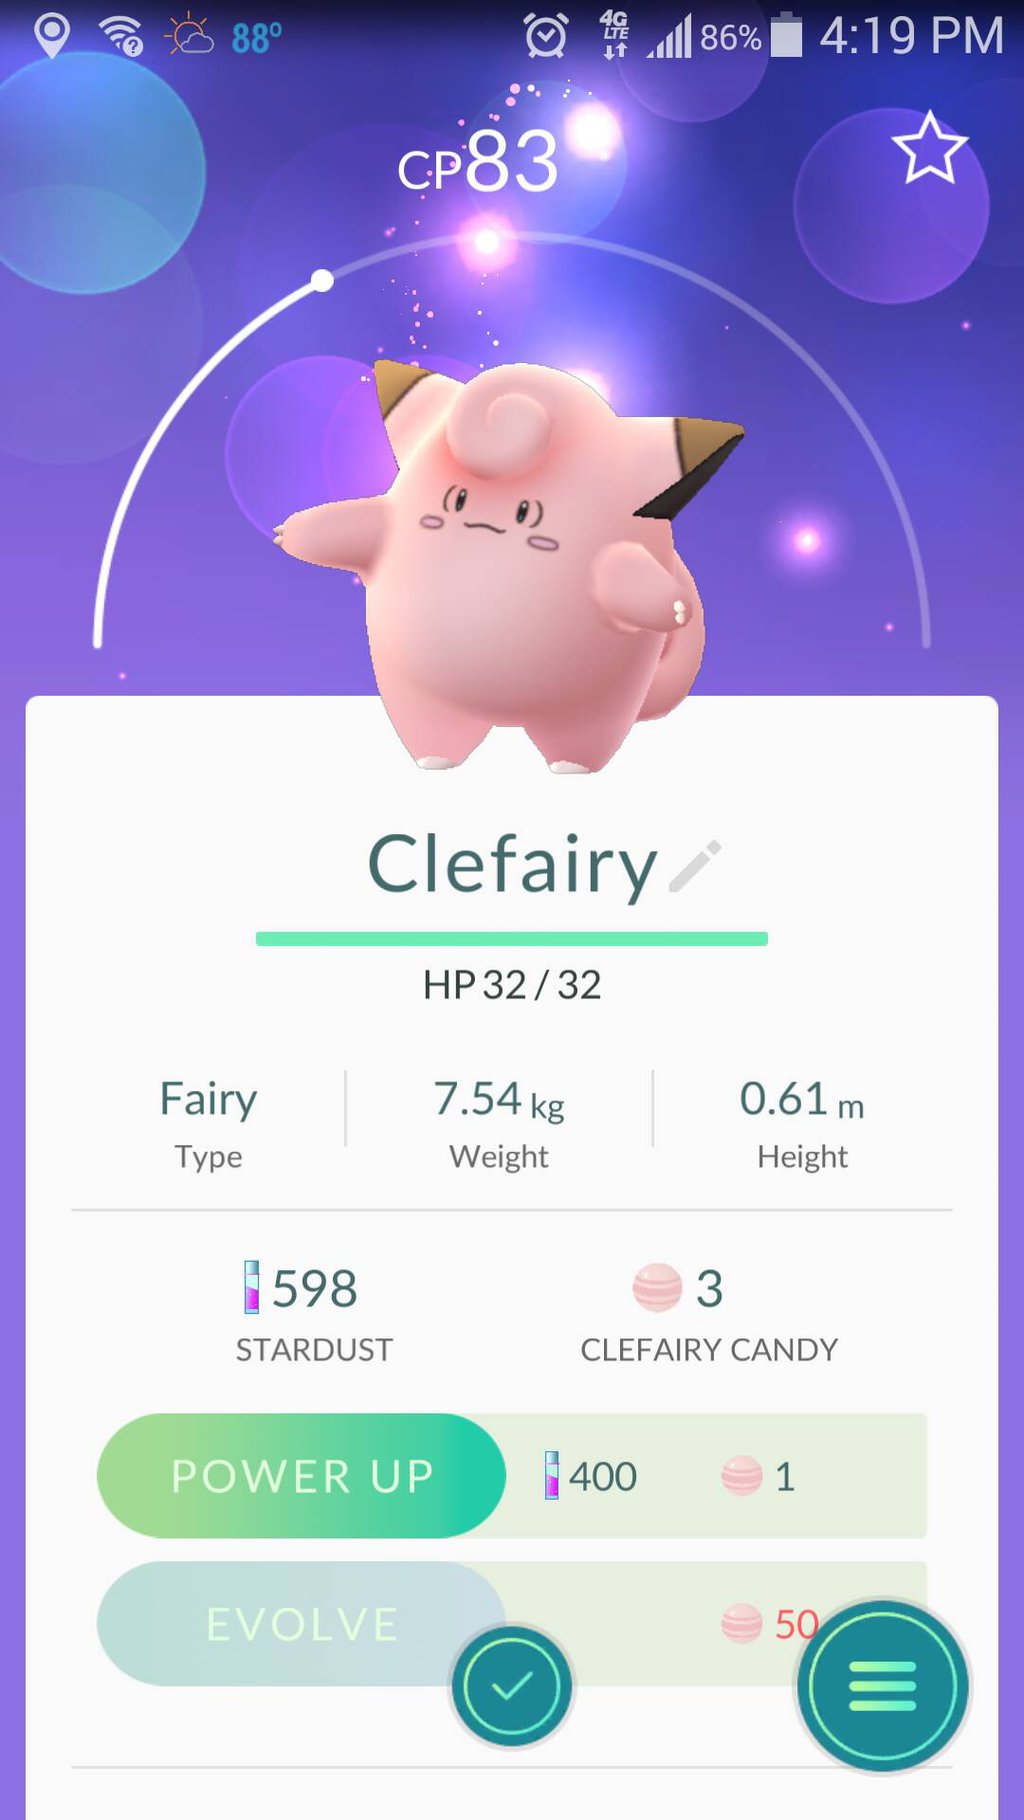 88° 4G LTE 86% 4:19 PM
CP83
Clefairy
HP 32 / 32
Fairy 7.54 kg 0.61 m
Type Weight Height
598 3
STARDUST CLEFAIRY CANDY
POWER UP 400 1
EVOLVE 50